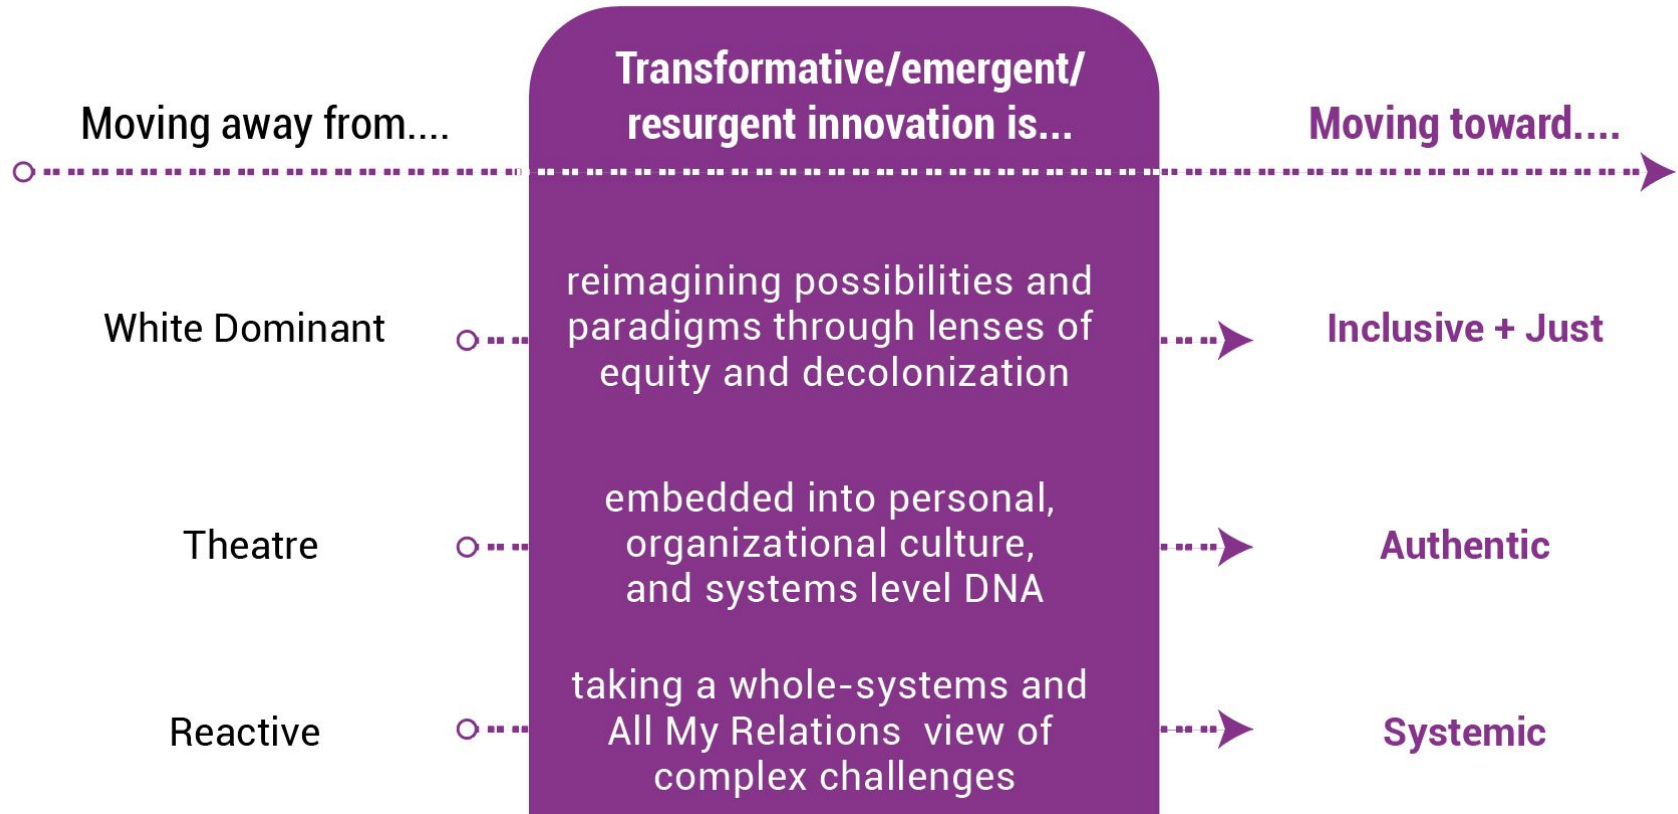 Moving away from....
Transformative/emergent/
resurgent innovation is...
Moving toward....
White Dominant
reimagining possibilities and
paradigms through lenses of
equity and decolonization
Inclusive + Just
Theatre
embedded into personal,
organizational culture,
and systems level DNA
Authentic
Reactive
taking a whole-systems and
All My Relations  view of
complex challenges
Systemic